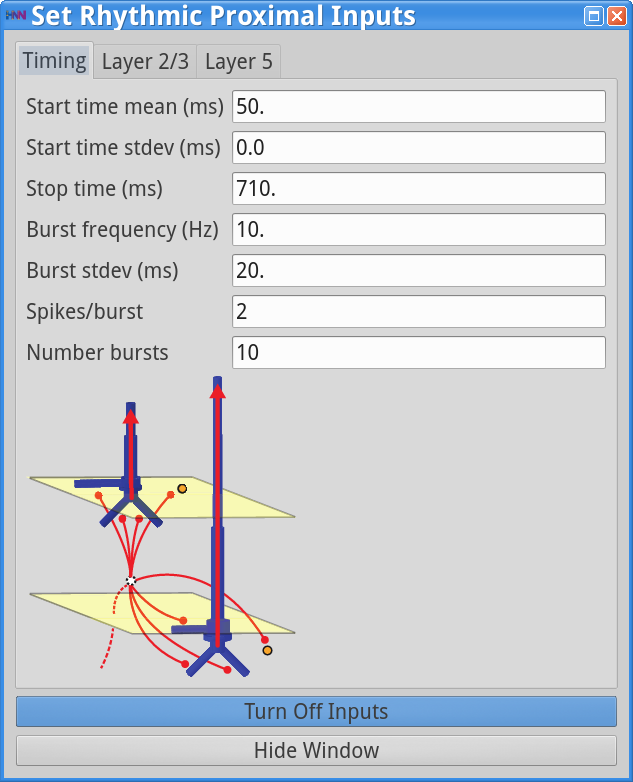 HNN Set Rhythmic Proximal Inputs
Timing Layer 2/3 Layer 5
Start time mean (ms) 50.
Start time stdev (ms) 0.0
Stop time (ms) 710.
Burst frequency (Hz) 10.
Burst stdev (ms) 20.
Spikes/burst 2
Number bursts 10
Turn Off Inputs
Hide Window